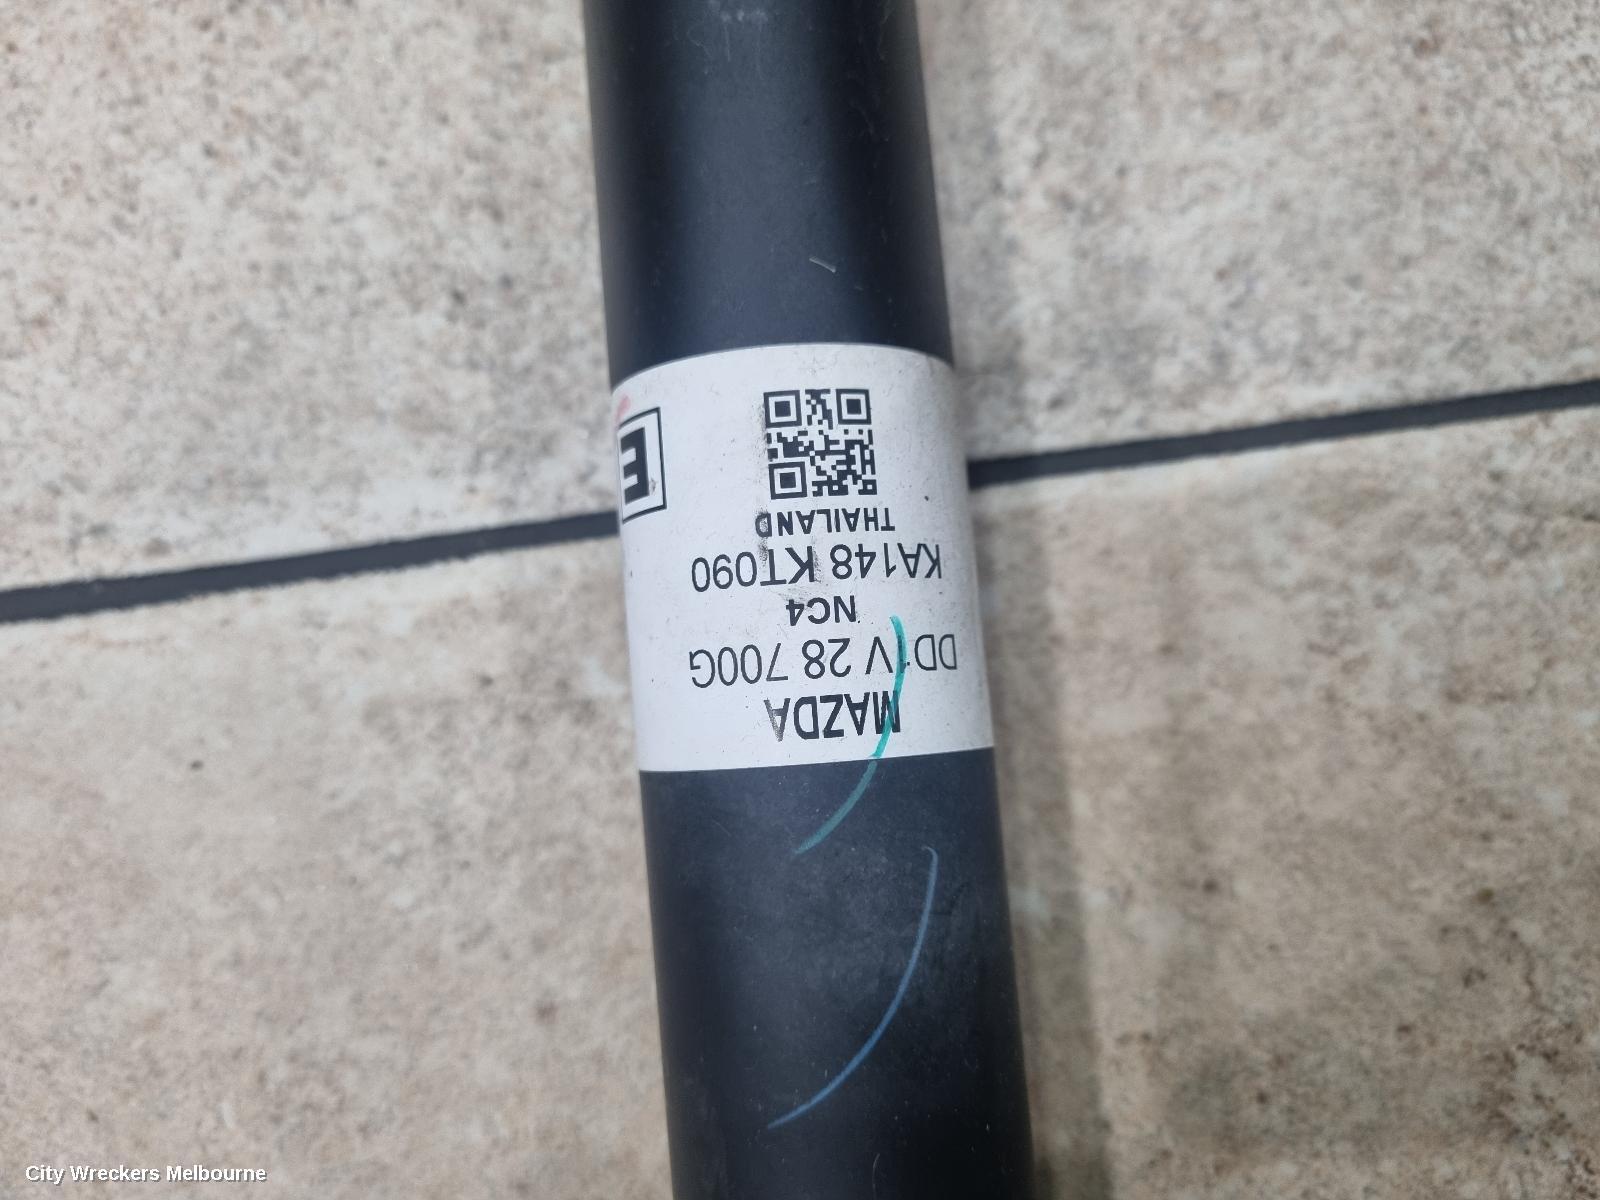 MAZDA
DD1V 28 700G
NC4
KA148 KT090
THAILAND
E
City Wreckers Melbourne